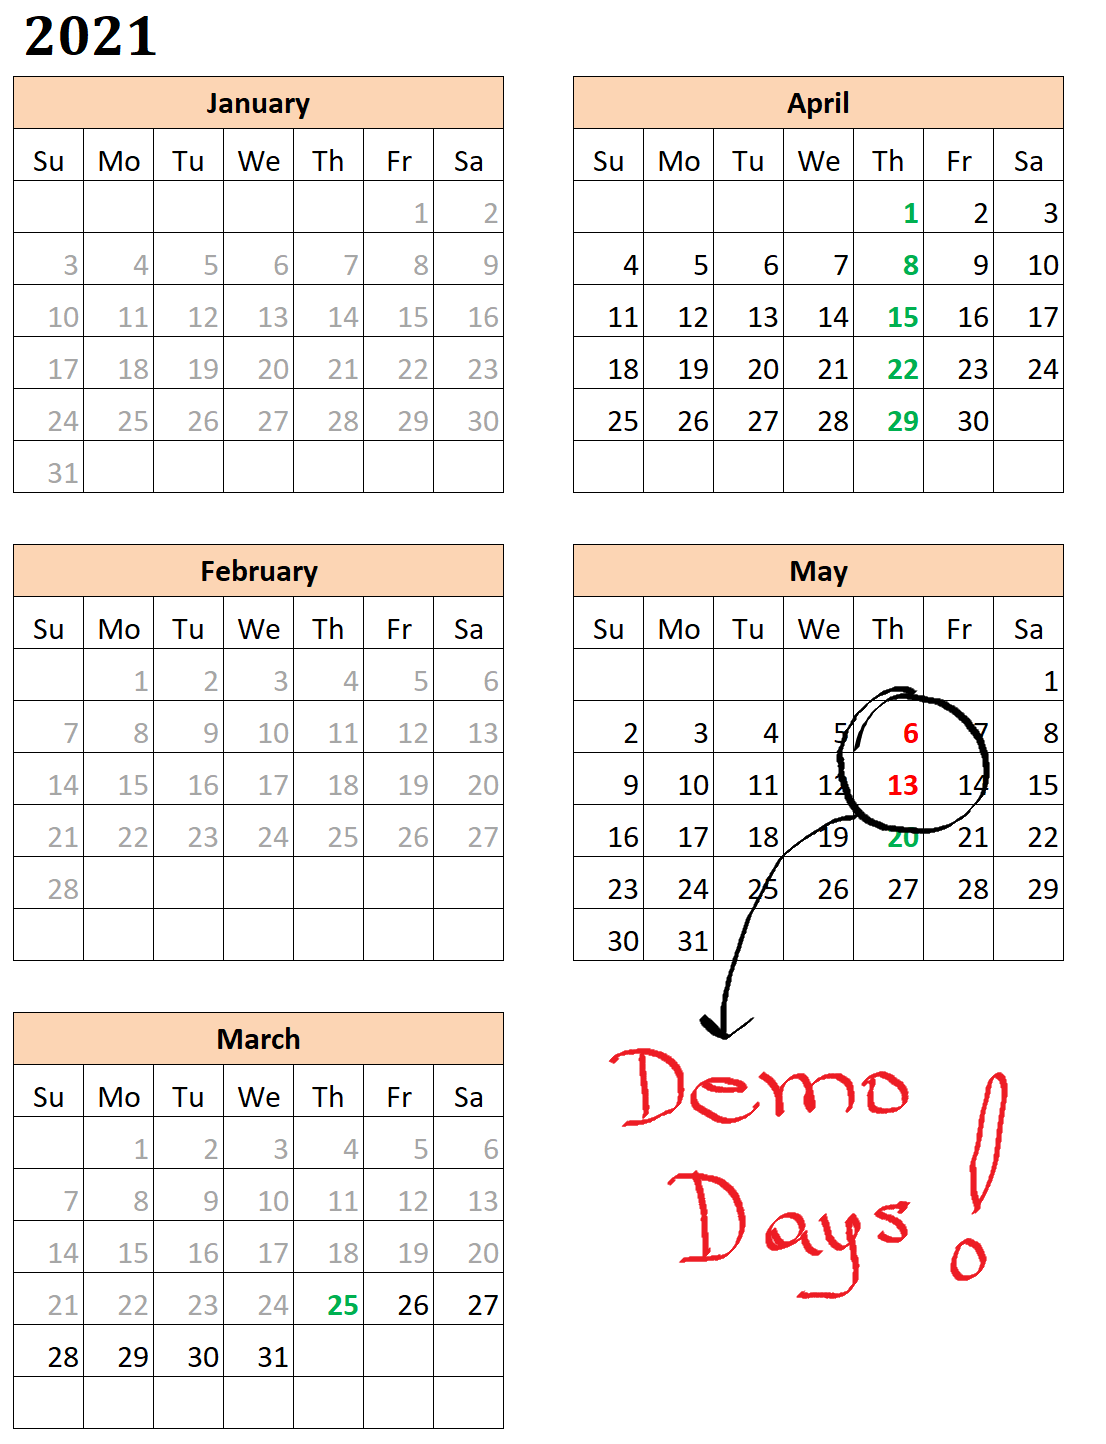 2021
January
Su Mo Tu We Th Fr Sa
1 2
3 4 5 6 7 8 9
10 11 12 13 14 15 16
17 18 19 20 21 22 23
24 25 26 27 28 29 30
31
February
Su Mo Tu We Th Fr Sa
1 2 3 4 5 6
7 8 9 10 11 12 13
14 15 16 17 18 19 20
21 22 23 24 25 26 27
28
March
Su Mo Tu We Th Fr Sa
1 2 3 4 5 6
7 8 9 10 11 12 13
14 15 16 17 18 19 20
21 22 23 24 25 26 27
28 29 30 31
April
Su Mo Tu We Th Fr Sa
1 2 3
4 5 6 7 8 9 10
11 12 13 14 15 16 17
18 19 20 21 22 23 24
25 26 27 28 29 30
May
Su Mo Tu We Th Fr Sa
1
2 3 4 5 6 7 8
9 10 11 12 13 14 15
16 17 18 19 20 21 22
23 24 25 26 27 28 29
30 31
Demo
Days!